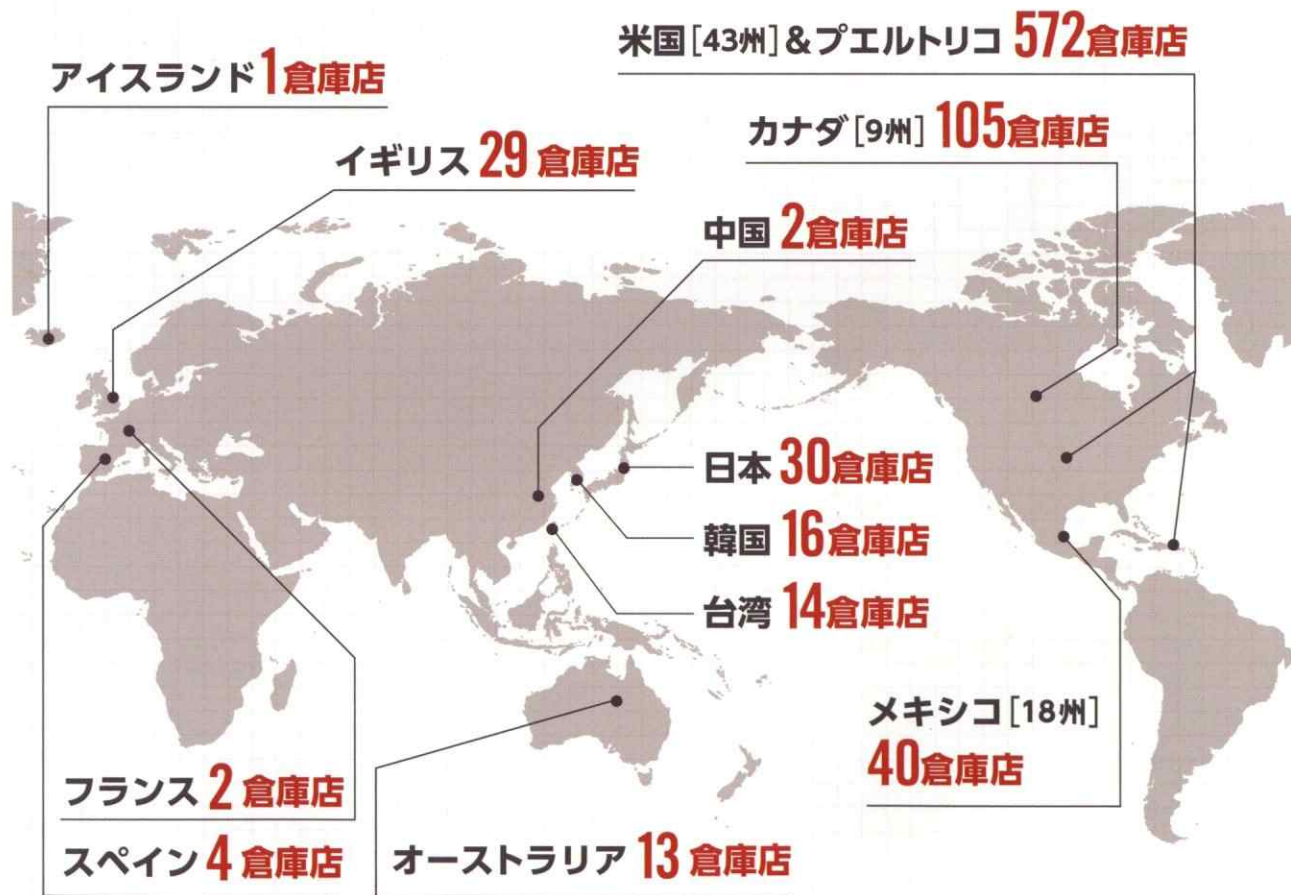 米国[43州]&プエルトリコ 572倉庫店
アイスランド 1倉庫店
カナダ[9州] 105倉庫店
イギリス 29倉庫店
中国 2倉庫店
日本 30倉庫店
韓国 16倉庫店
台湾 14倉庫店
メキシコ[18州]
40倉庫店
フランス 2倉庫店
スペイン 4倉庫店
オーストラリア 13倉庫店